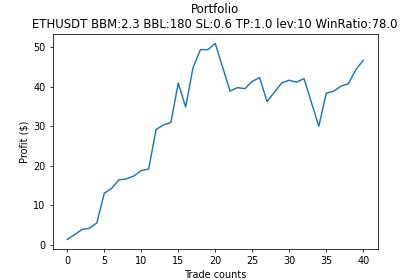 Portfolio
ETHUSDT BBM:2.3 BBL:180 SL:0.6 TP:1.0 lev:10 WinRatio:78.0
50
40
30
20
10
0
Profit ($)
0 5 10 15 20 25 30 35 40
Trade counts